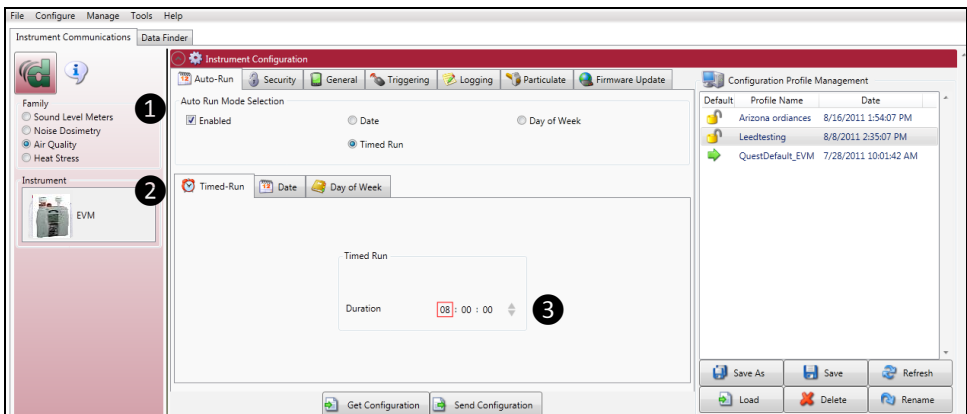 File Configure Manage Tools Help
Instrument Communications Data Finder
Instrument Configuration
Family
Sound Level Meters
Noise Dosimetry
Air Quality
Heat Stress
1
Instrument
2
EVM
Auto-Run Security General Triggering Logging Particulate Firmware Update
Auto Run Mode Selection
Enabled Date Day of Week
Timed Run
Timed-Run Date Day of Week
Timed Run
Duration 08 : 00 : 00
3
Get Configuration Send Configuration
Configuration Profile Management
Default Profile Name Date
Arizona ordiances 8/16/2011 1:54:07 PM
Leedtesting 8/8/2011 2:35:07 PM
QuestDefault_EVM 7/28/2011 10:01:42 AM
Save As Save Refresh
Load Delete Rename